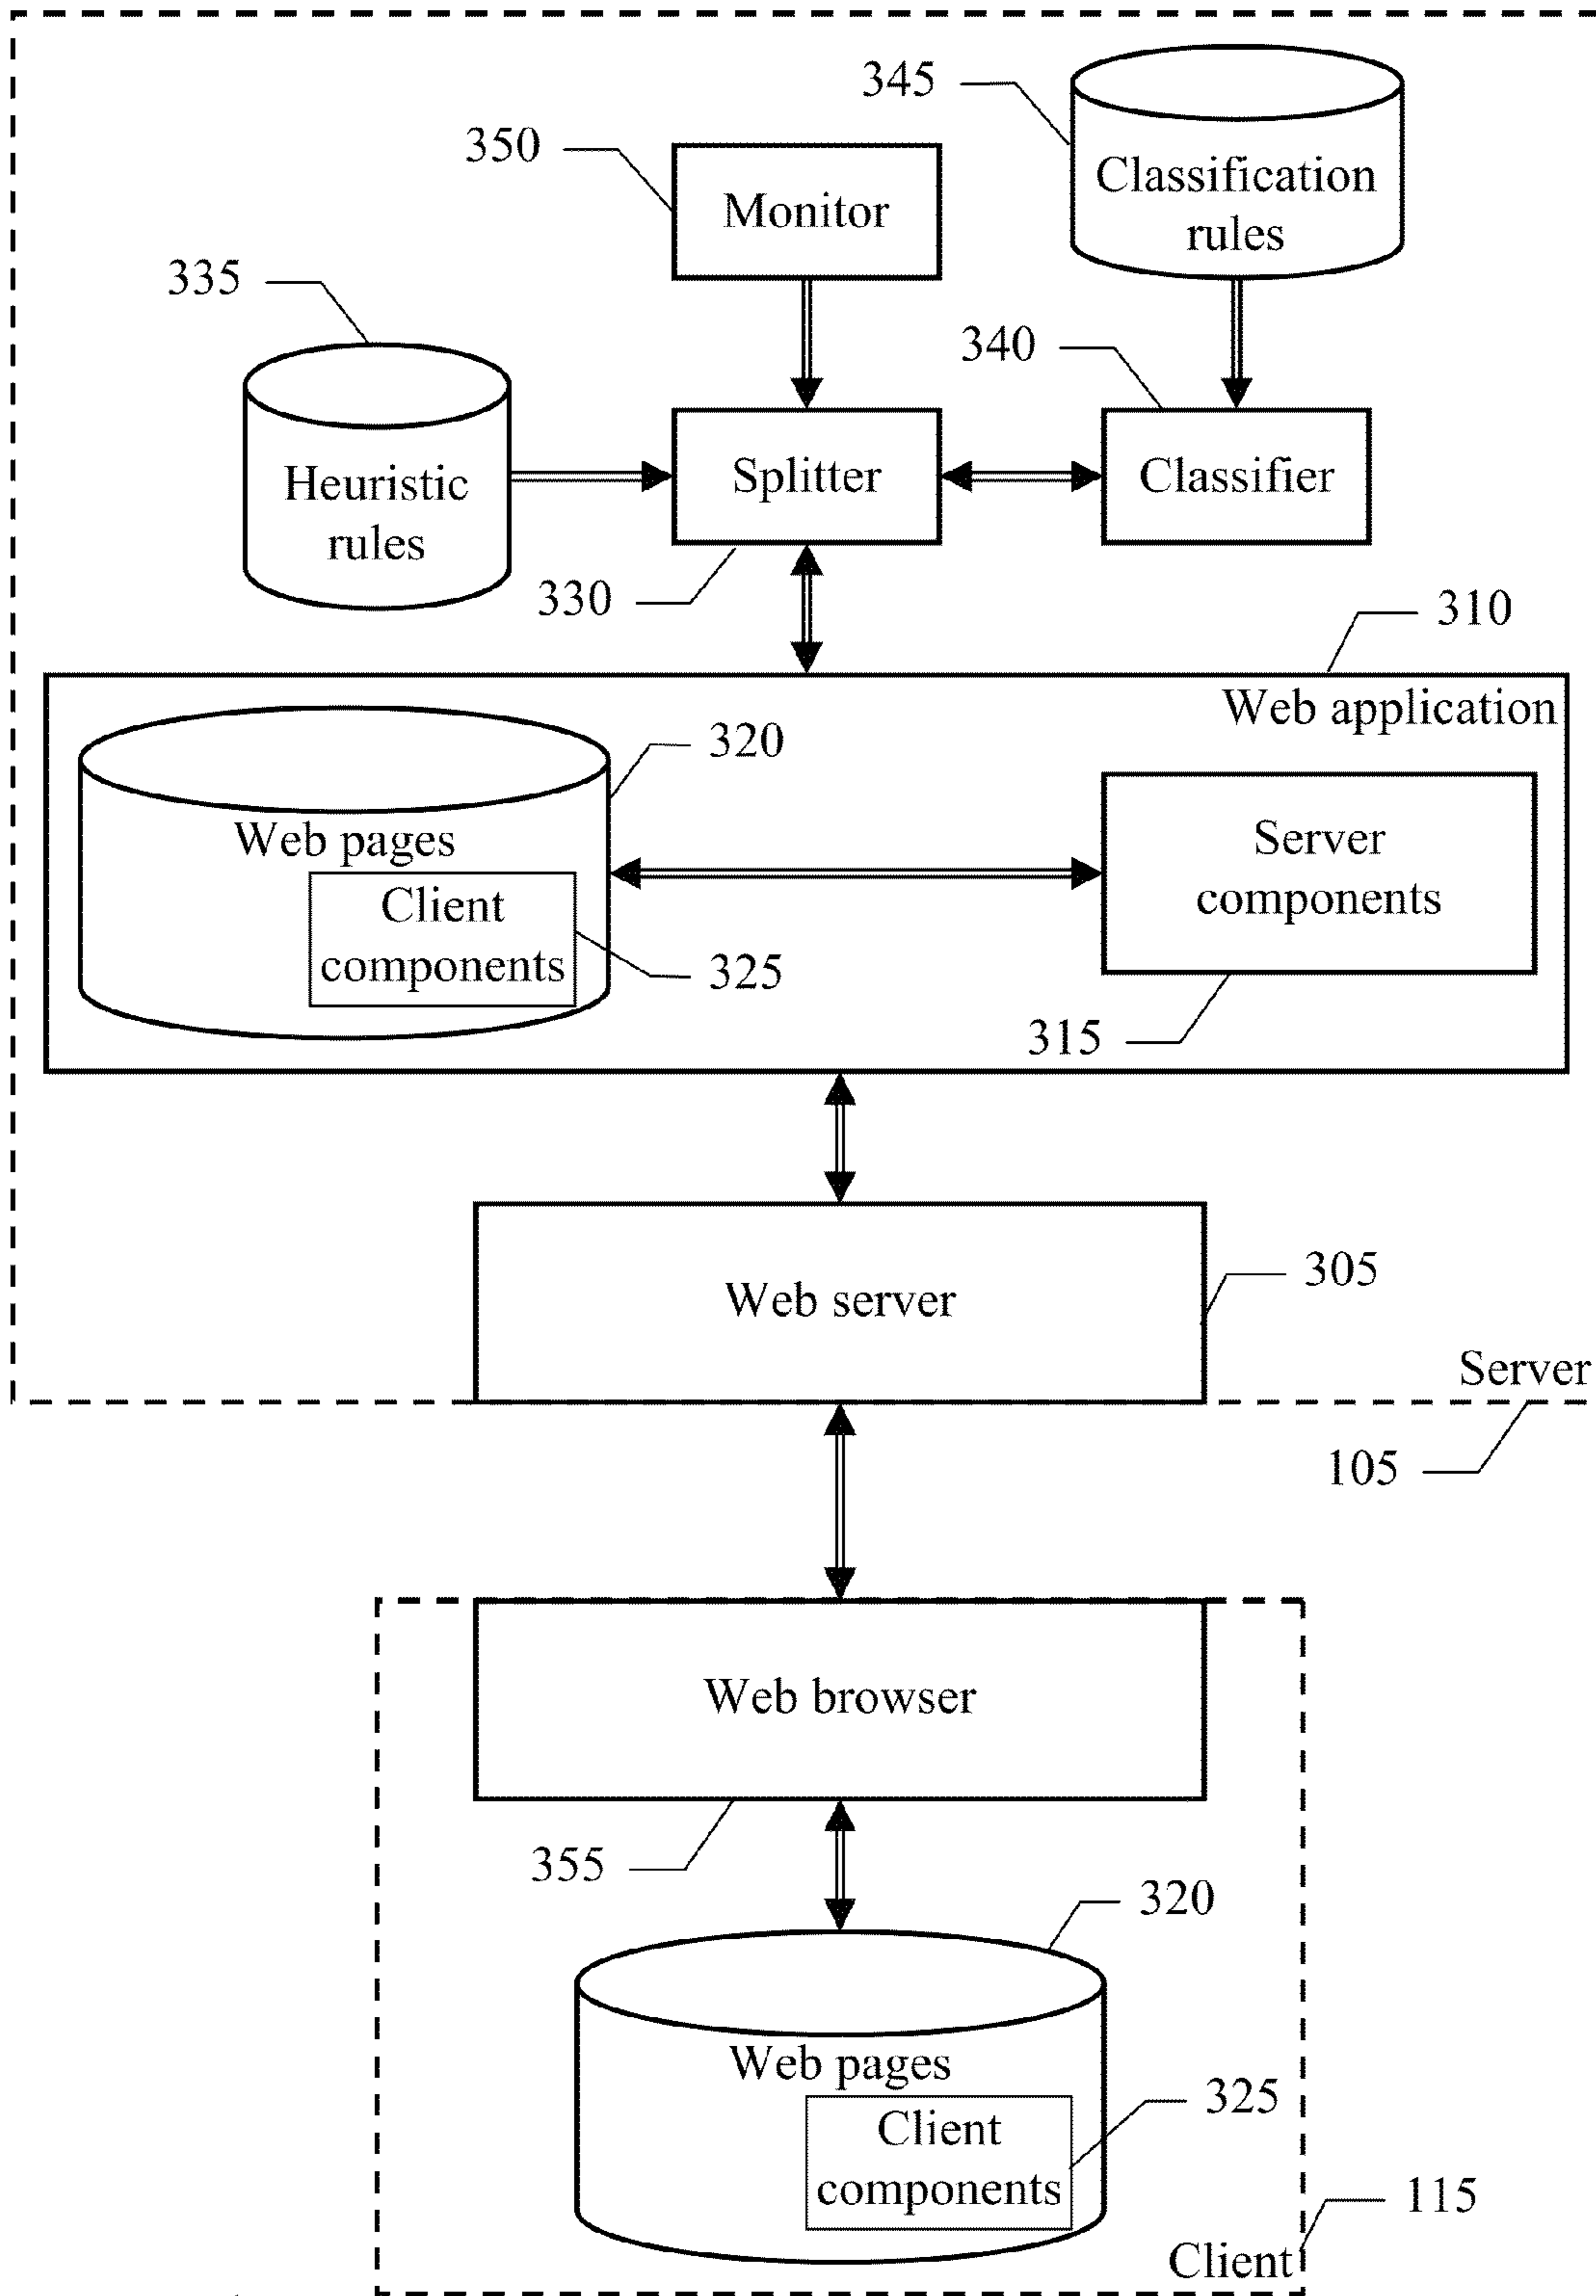 345
Classification
rules
350
Monitor
335
340
Heuristic
rules
Splitter
Classifier
330
310
Web application
320
Web pages
Client
components
325
Server
components
315
Web server
305
Server
105
Web browser
355
320
Web pages
Client
components
325
115
Client